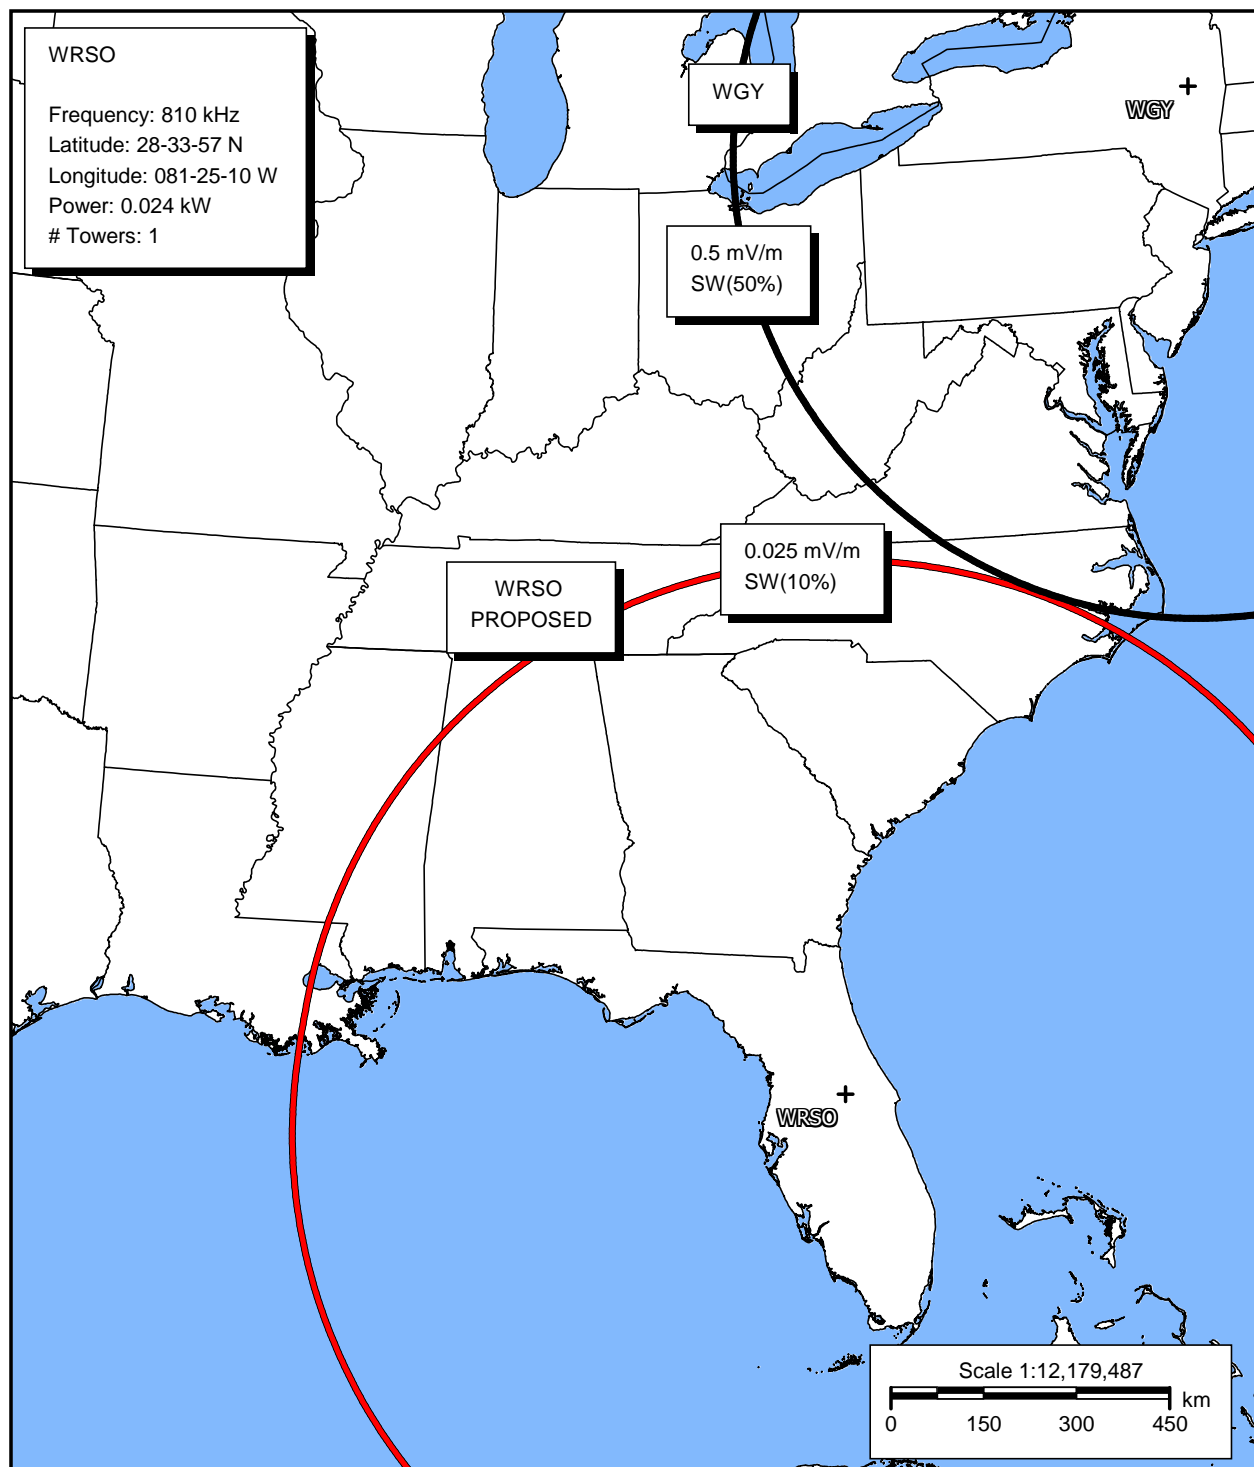 WRSO
Frequency: 810 kHz
Latitude: 28-33-57 N
Longitude: 081-25-10 W
Power: 0.024 kW
# Towers: 1
WGY
WGY
0.5 mV/m
SW(50%)
0.025 mV/m
SW(10%)
WRSO
PROPOSED
WRSO
Scale 1:12,179,487
km
0 150 300 450